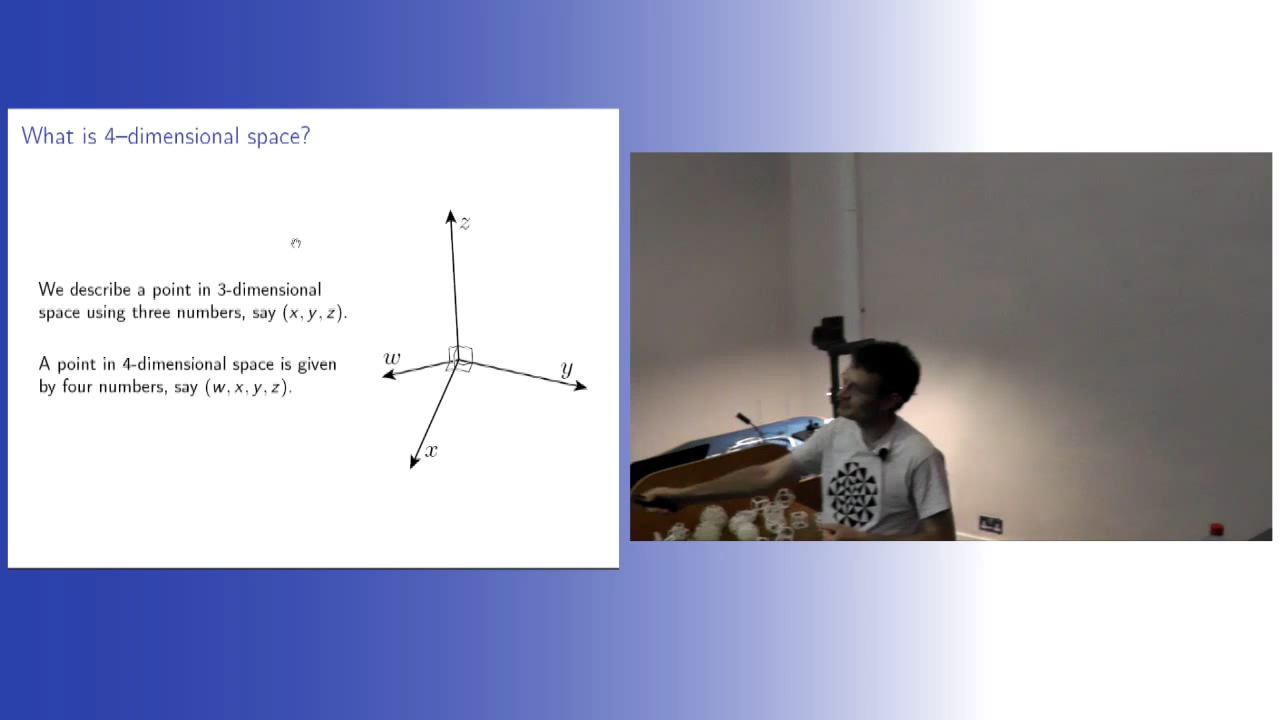 What is 4–dimensional space?
We describe a point in 3-dimensional
space using three numbers, say (x, y, z).
A point in 4-dimensional space is given
by four numbers, say (w, x, y, z).
z
w
y
x